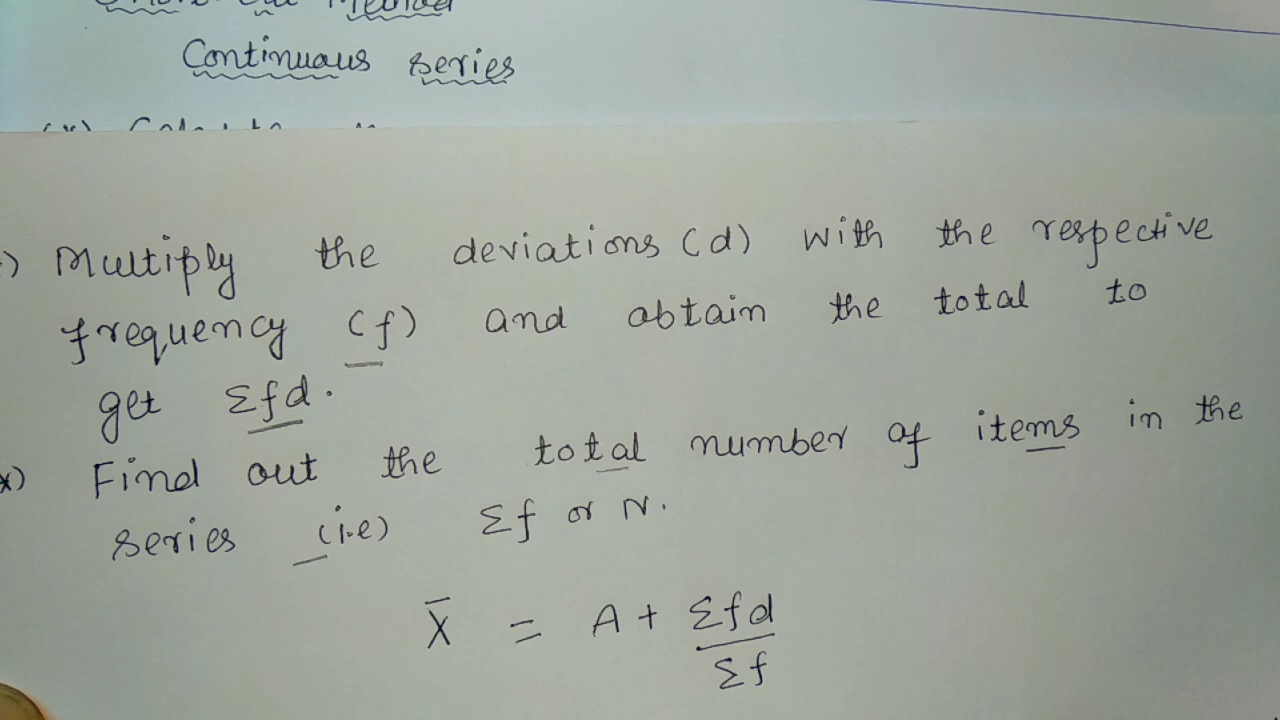 Method
Continuous series
Multiply the deviations (d) with the respective
frequency (f) and obtain the total to
get Σfd.
Find out the total number of items in the
series (i.e) Σf or N.
X̄ = A + Σfd
Σf